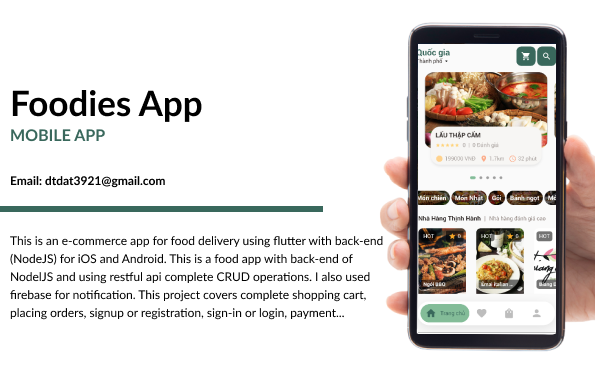 Foodies App
MOBILE APP
Email: dtdat3921@gmail.com
This is an e-commerce app for food delivery using flutter with back-end
(NodeJS) for iOS and Android. This is a food app with back-end of
NodelJS and using restful api complete CRUD operations. I also used
firebase for notification. This project covers complete shopping cart,
placing orders, signup or registration, sign-in or login, payment...
Quốc gia
Thành phố
LẨU THẬP CẨM
0 | 0 Đánh giá
199000 VNĐ 1.7km 32 phút
Món chiên Món Nhật Gỏi Bánh ngọt
Nhà Hàng Thịnh Hành | Nhà hàng đánh giá cao
HOT 0 HOT 0 HOT
Ngói BBQ Emai Italian...
Trang chủ